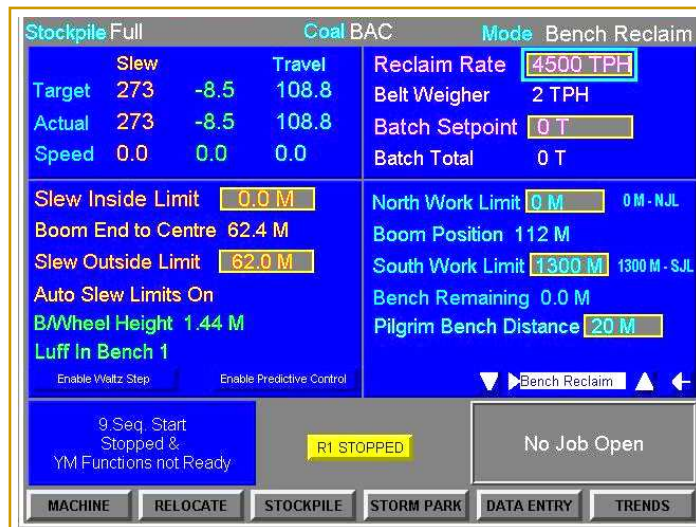 Stockpile Full Coal BAC Mode Bench Reclaim
Slew Travel
Target 273 -8.5 108.8
Actual 273 -8.5 108.8
Speed 0.0 0.0 0.0
Reclaim Rate 4500 TPH
Belt Weigher 2 TPH
Batch Setpoint 0 T
Batch Total 0 T
Slew Inside Limit 0.0 M
Boom End to Centre 62.4 M
Slew Outside Limit 62.0 M
Auto Slew Limits On
B/Wheel Height 1.44 M
Luff In Bench 1
Enable Waltz Step Enable Predictive Control
North Work Limit 0 M 0 M - NJL
Boom Position 112 M
South Work Limit 1300 M 1300 M - SJL
Bench Remaining 0.0 M
Pilgrim Bench Distance 20 M
Bench Reclaim
9.Seq. Start
Stopped &
YM Functions not Ready
R1 STOPPED
No Job Open
MACHINE RELOCATE STOCKPILE STORM PARK DATA ENTRY TRENDS